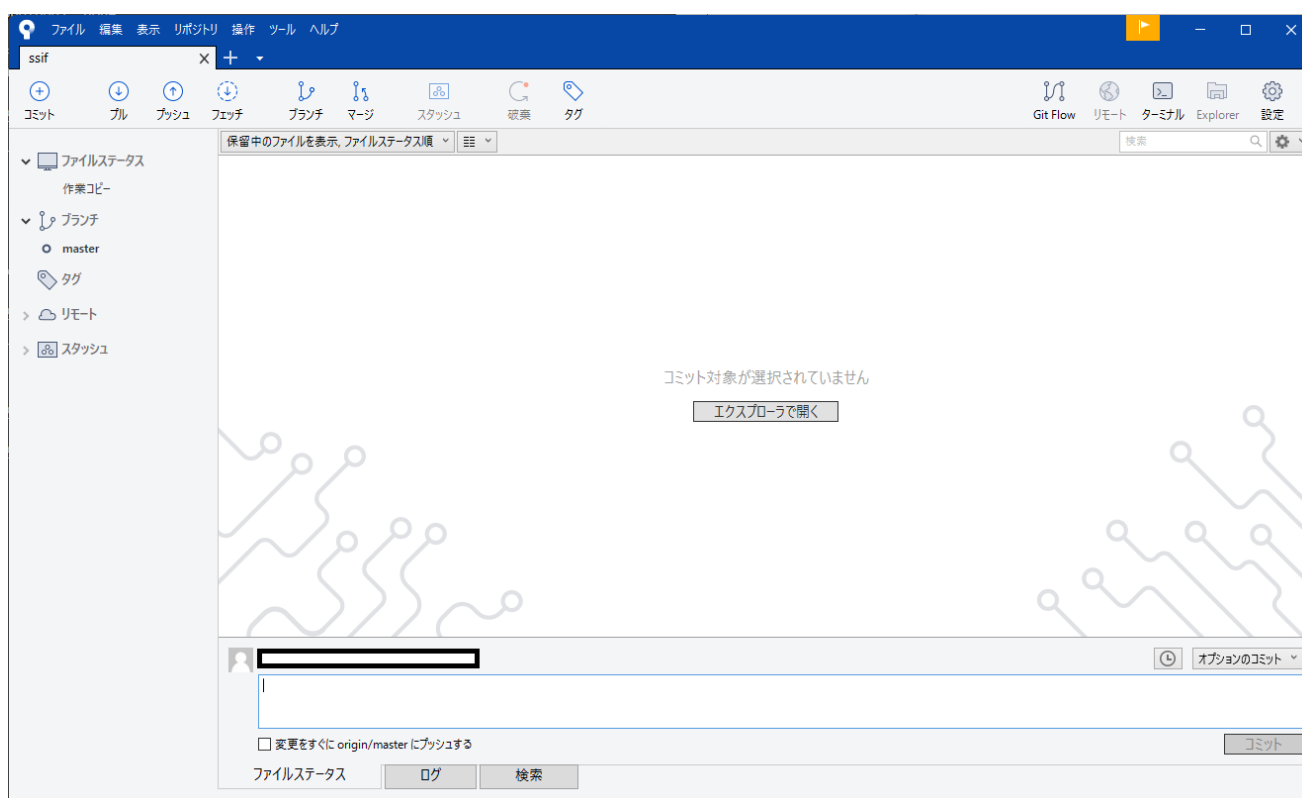 ファイル 編集 表示 リポジトリ 操作 ツール ヘルプ
ssif
コミット プル プッシュ フェッチ ブランチ マージ スタッシュ 破棄 タグ Git Flow リモート ターミナル Explorer 設定
保留中のファイルを表示, ファイルステータス順 検索
ファイルステータス
作業コピー
ブランチ
master
タグ
リモート
スタッシュ
コミット対象が選択されていません
エクスプローラで開く
オプションのコミット
変更をすぐに origin/master にプッシュする
コミット
ファイルステータス ログ 検索